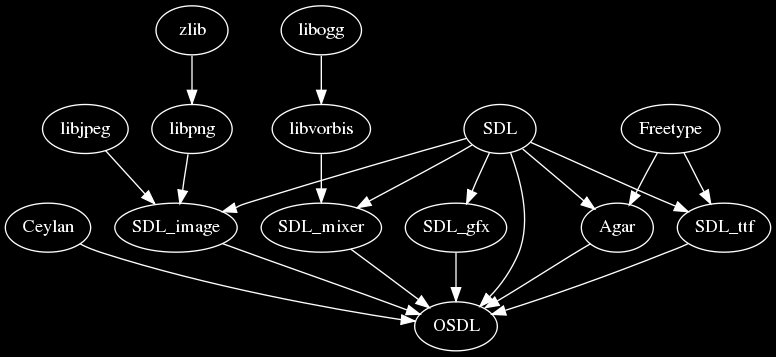 zlib
libogg
libjpeg
libpng
libvorbis
SDL
Freetype
Ceylan
SDL_image
SDL_mixer
SDL_gfx
Agar
SDL_ttf
OSDL